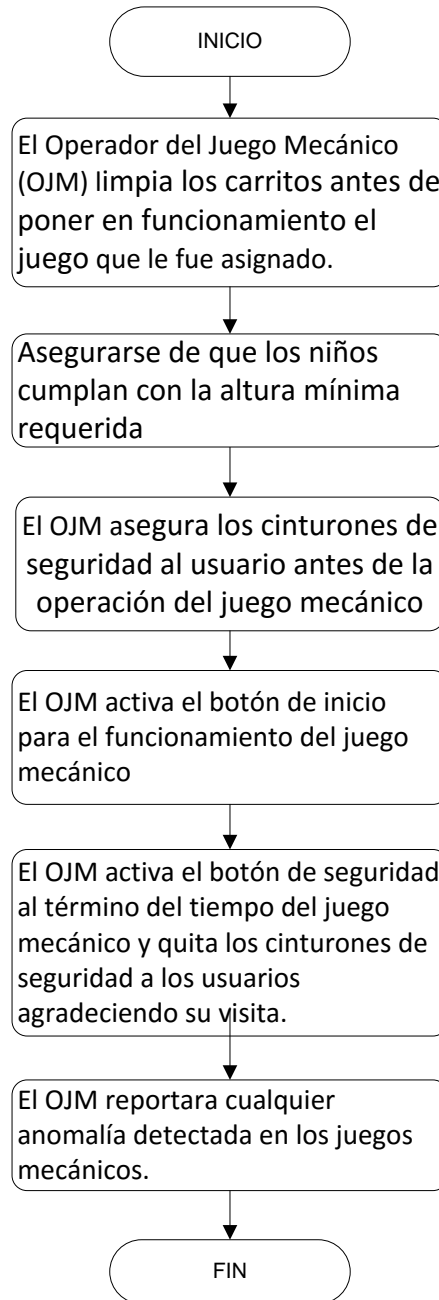 INICIO
El Operador del Juego Mecánico
(OJM) limpia los carritos antes de
poner en funcionamiento el
juego que le fue asignado.
Asegurarse de que los niños
cumplan con la altura mínima
requerida
El OJM asegura los cinturones de
seguridad al usuario antes de la
operación del juego mecánico
El OJM activa el botón de inicio
para el funcionamiento del juego
mecánico
El OJM activa el botón de seguridad
al término del tiempo del juego
mecánico y quita los cinturones de
seguridad a los usuarios
agradeciendo su visita.
El OJM reportara cualquier
anomalía detectada en los juegos
mecánicos.
FIN